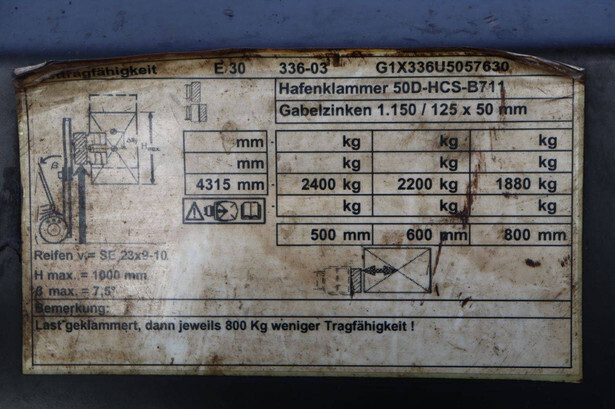 tragfähigkeit E 30 336-03 G1X336U5057630
Hafenklammer 50D-HCS-B711
Gabelzinken 1.150 / 125 x 50 mm
mm kg kg kg
mm kg kg kg
4315 mm 2400 kg 2200 kg 1880 kg
kg kg kg
500 mm 600 mm 800 mm
Reifen v.= SE 23x9-10
H max. = 1000 mm
β max. = 7,5°
Bemerkung:
Last geklammert, dann jeweils 800 Kg weniger Tragfähigkeit !